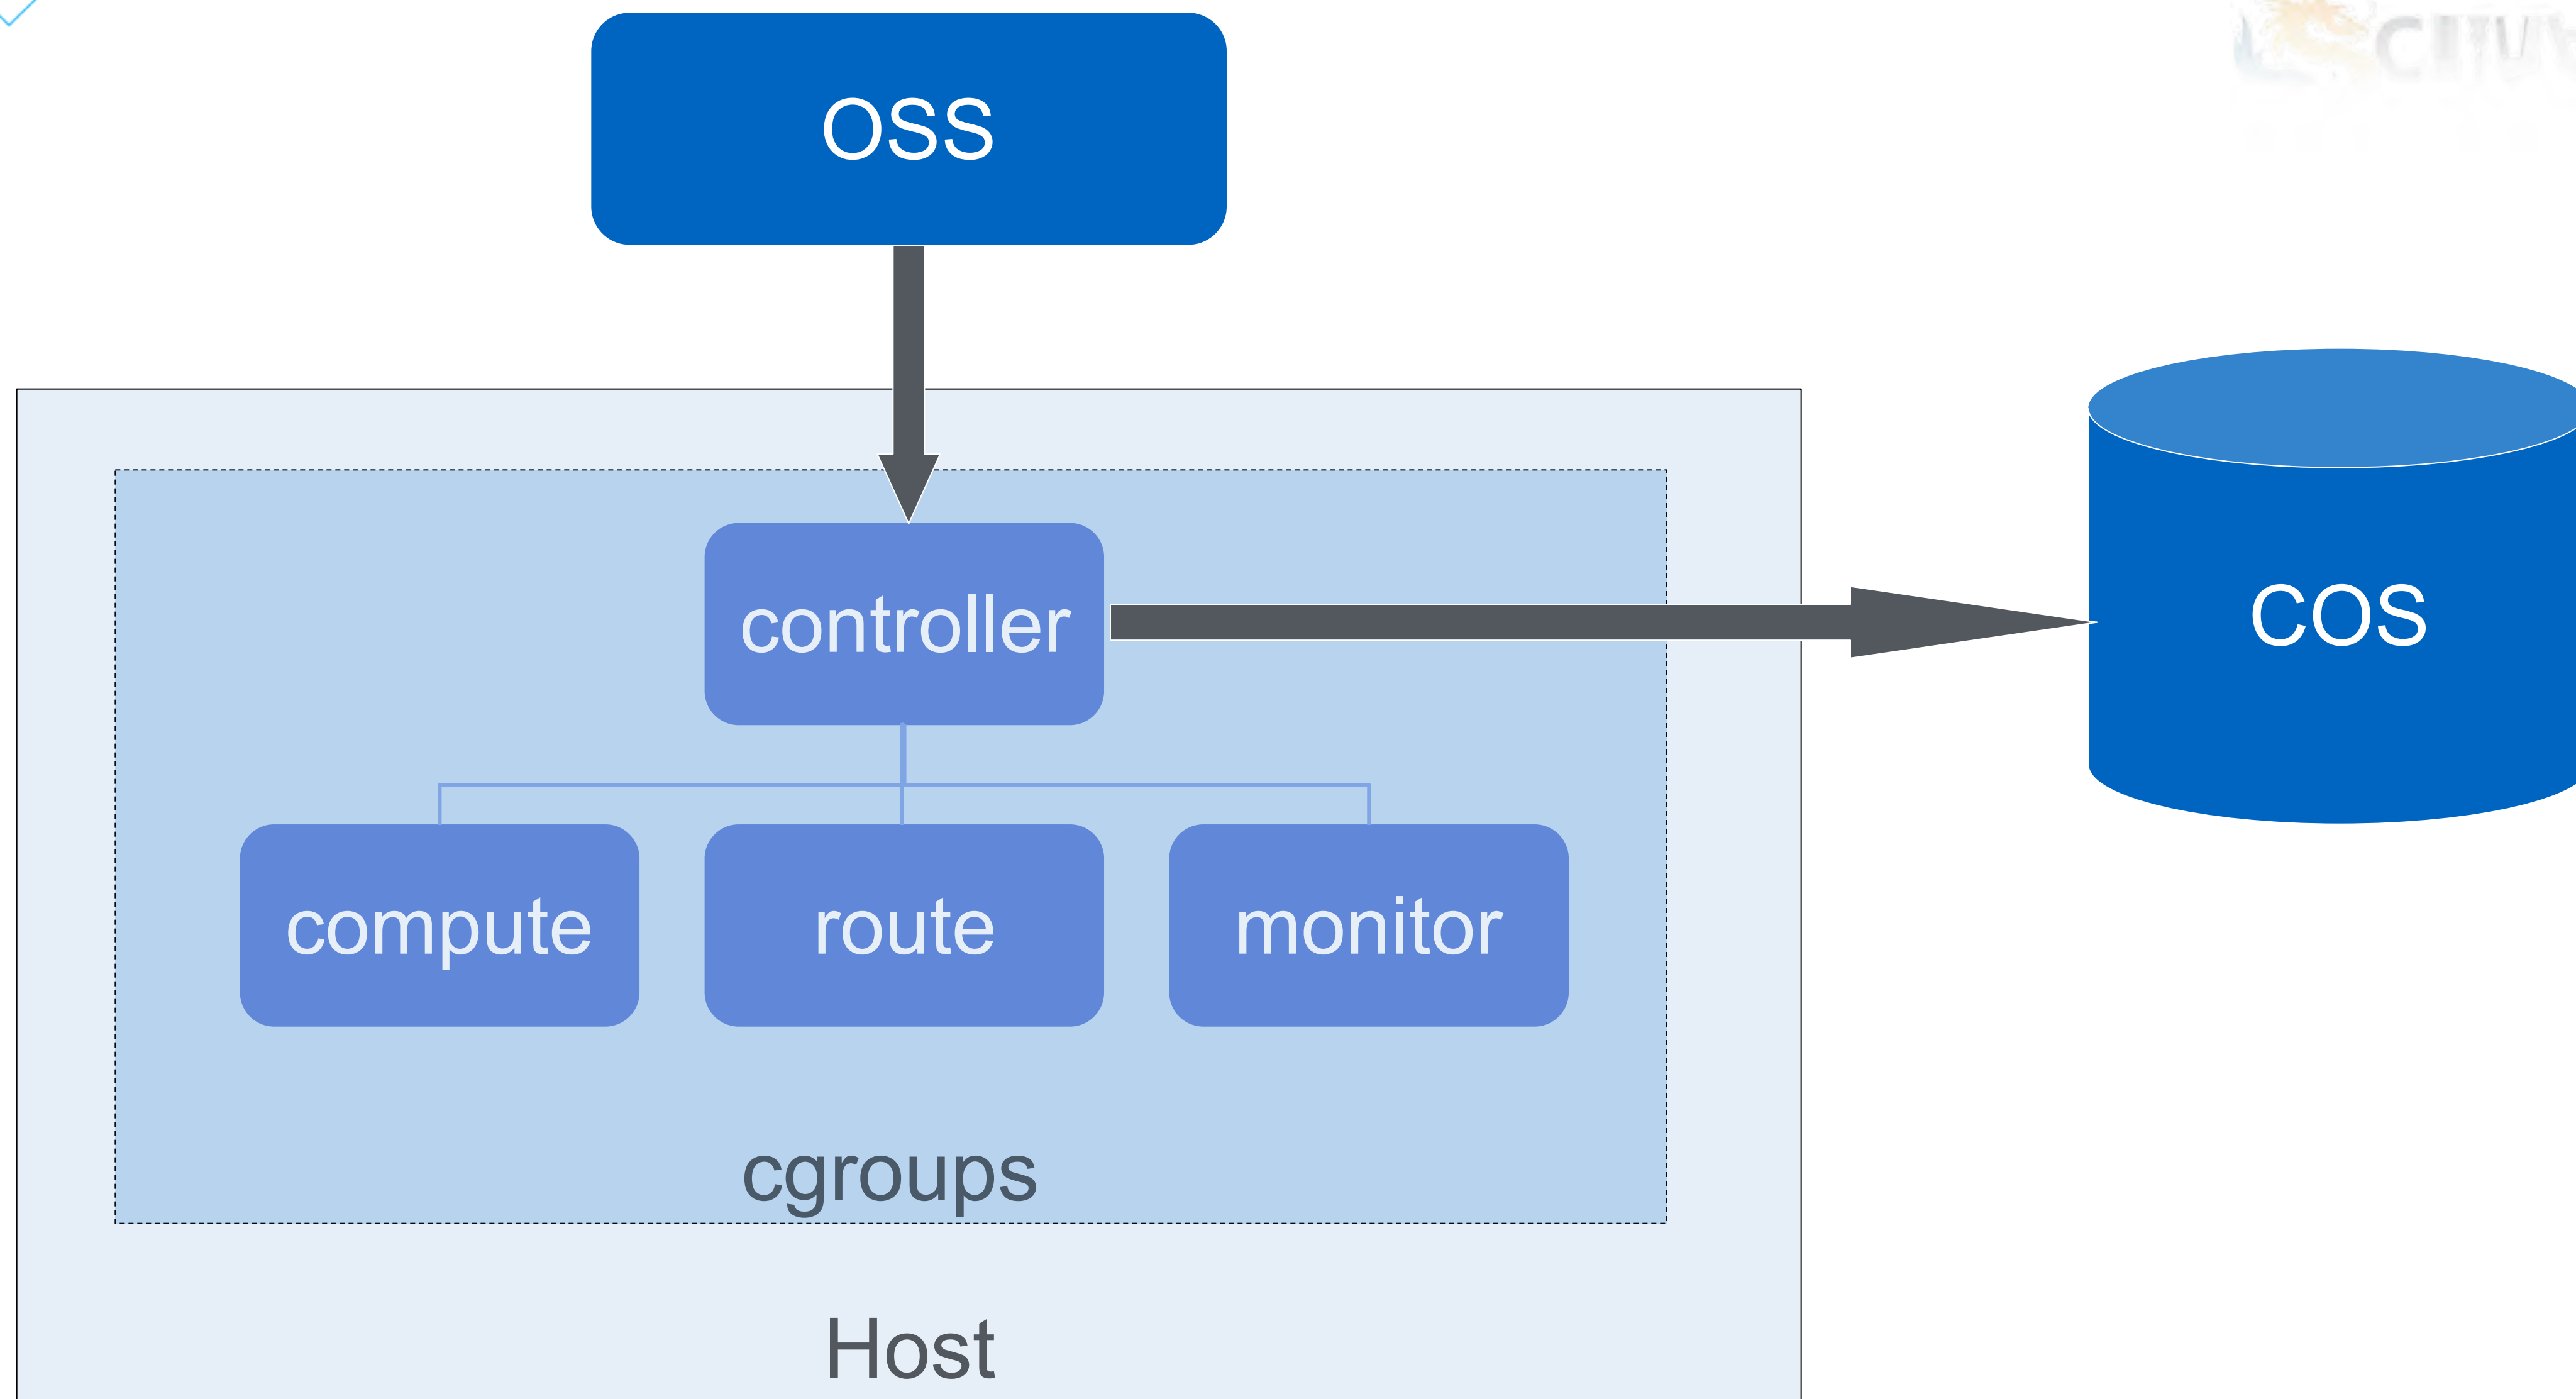 OSS
controller
COS
compute
route
monitor
cgroups
Host